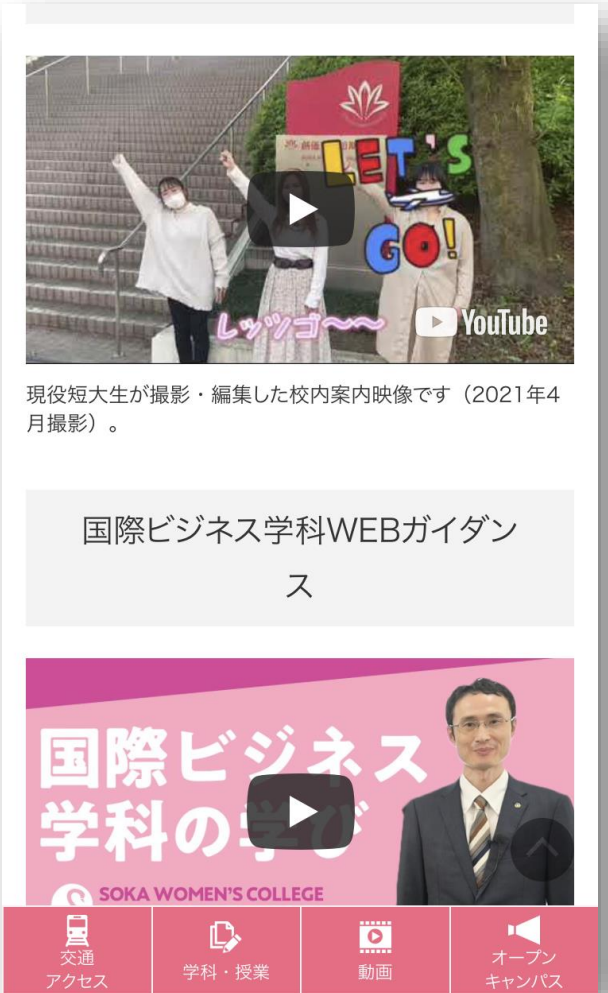 LET'S
GO!
レッツゴ〜〜
YouTube
現役短大生が撮影・編集した校内案内映像です（2021年4
月撮影）。
国際ビジネス学科WEBガイダン
ス
国際ビジネス
学科の学び
SOKA WOMEN'S COLLEGE
交通
アクセス
学科・授業
動画
オープン
キャンパス